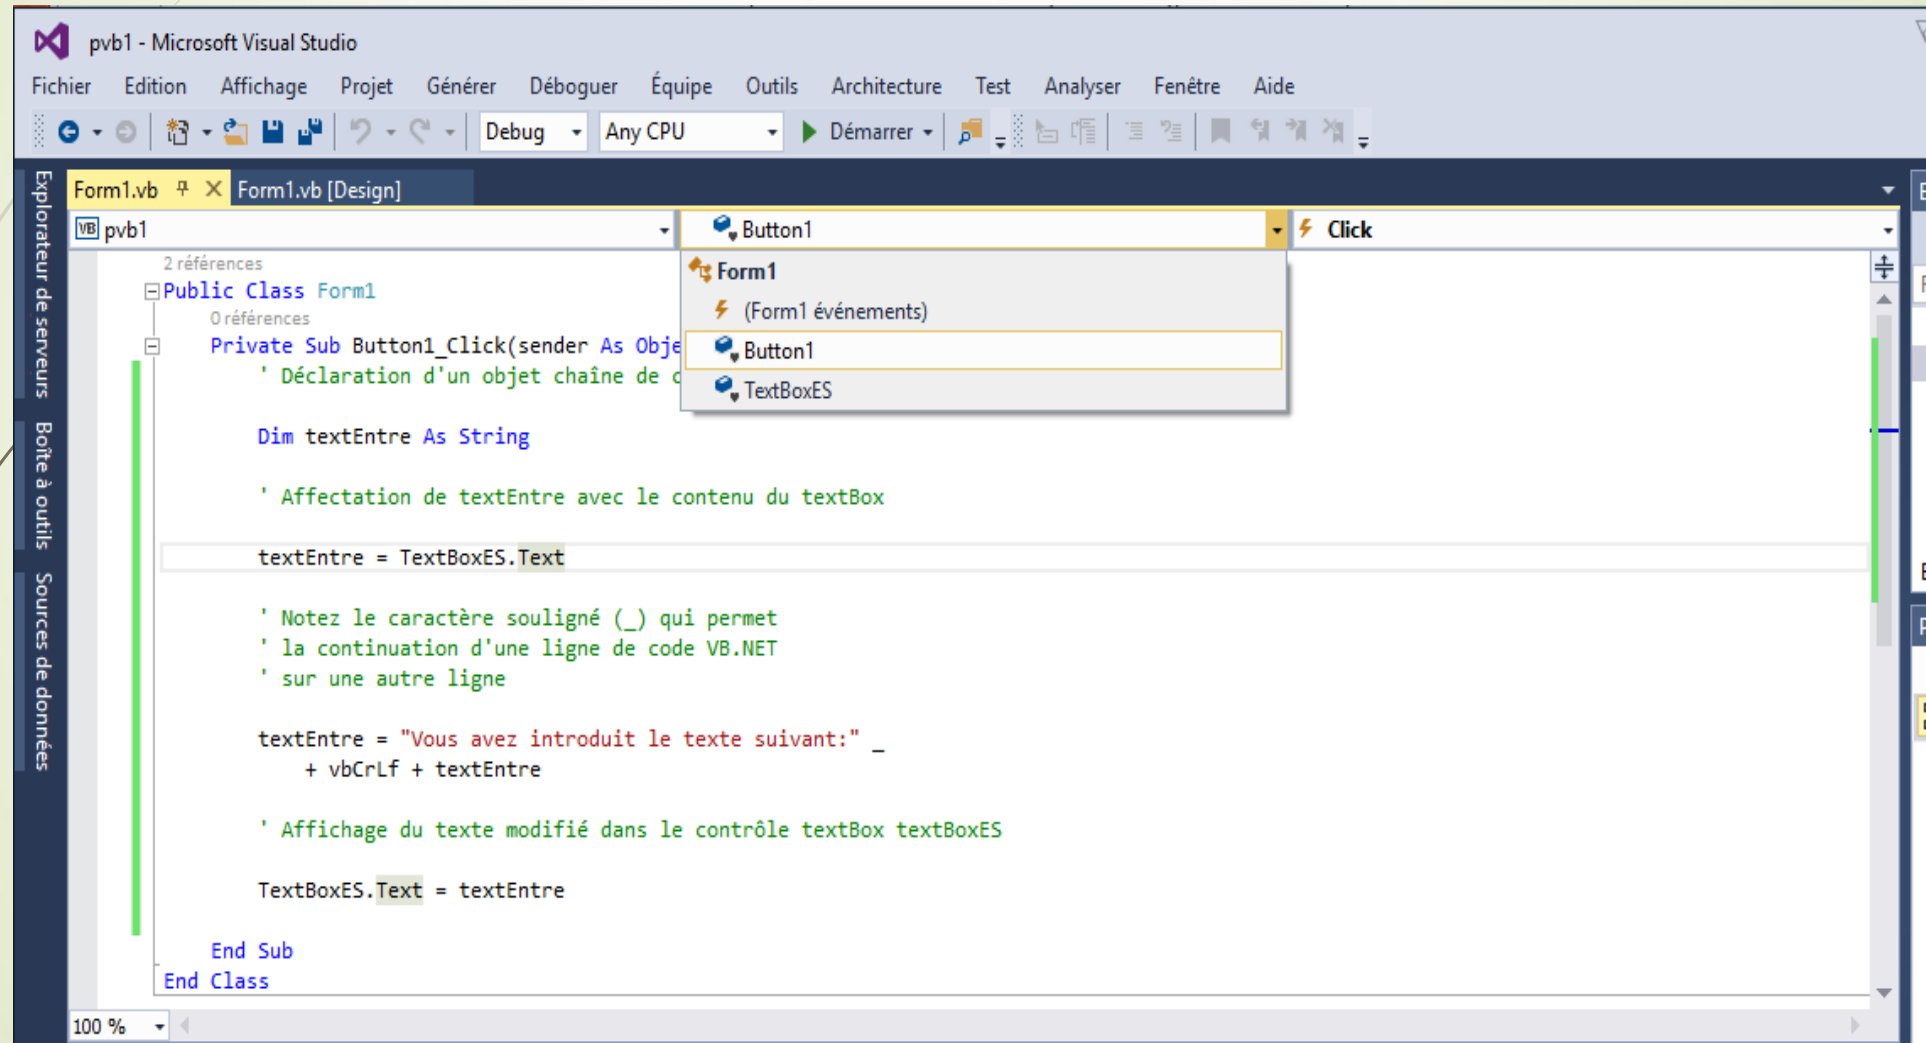 pvb1 - Microsoft Visual Studio
Fichier Edition Affichage Projet Générer Déboguer Équipe Outils Architecture Test Analyser Fenêtre Aide
Debug Any CPU Démarrer
Explorateur de serveurs
Boîte à outils
Sources de données
Form1.vb Form1.vb [Design]
VB pvb1 Button1 Click
Form1
(Form1 événements)
Button1
TextBoxES
2 références
Public Class Form1
0 références
Private Sub Button1_Click(sender As Obje
' Déclaration d'un objet chaîne de c
Dim textEntre As String
' Affectation de textEntre avec le contenu du textBox
textEntre = TextBoxES.Text
' Notez le caractère souligné (_) qui permet
' la continuation d'une ligne de code VB.NET
' sur une autre ligne
textEntre = "Vous avez introduit le texte suivant:" _
+ vbCrLf + textEntre
' Affichage du texte modifié dans le contrôle textBox textBoxES
TextBoxES.Text = textEntre
End Sub
End Class
100 %